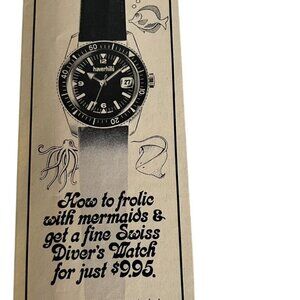 haverhills
How to frolic
with mermaids &
get a fine Swiss
Diver's Watch
for just $9.95.